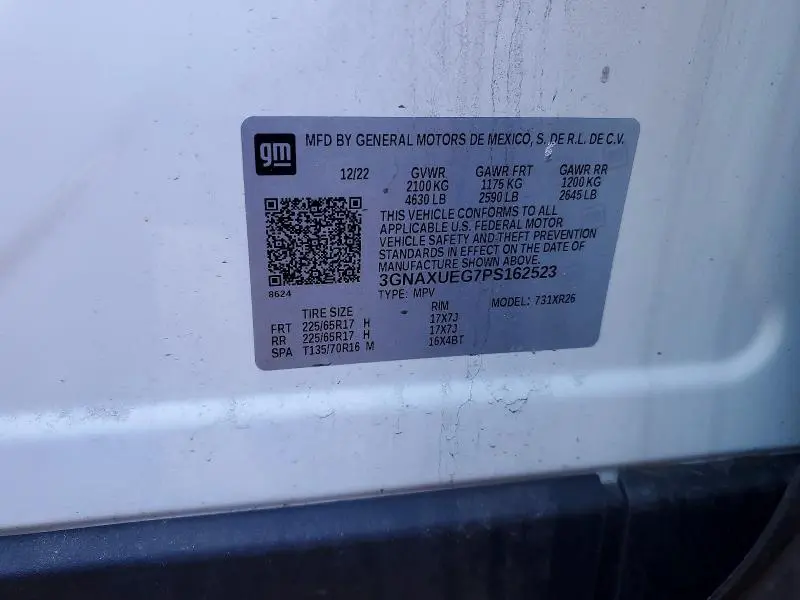 gm
MFD BY GENERAL MOTORS DE MEXICO, S. DE R.L. DE C.V.
12/22 GVWR GAWR FRT GAWR RR
2100 KG 1175 KG 1200 KG
4630 LB 2590 LB 2645 LB
THIS VEHICLE CONFORMS TO ALL
APPLICABLE U.S. FEDERAL MOTOR
VEHICLE SAFETY AND THEFT PREVENTION
STANDARDS IN EFFECT ON THE DATE OF
MANUFACTURE SHOWN ABOVE.
3GNAXUEG7PS162523
8624
TYPE: MPV MODEL: 731XR26
TIRE SIZE RIM
FRT 225/65R17 H 17X7J
RR 225/65R17 H 17X7J
SPA T135/70R16 M 16X4BT